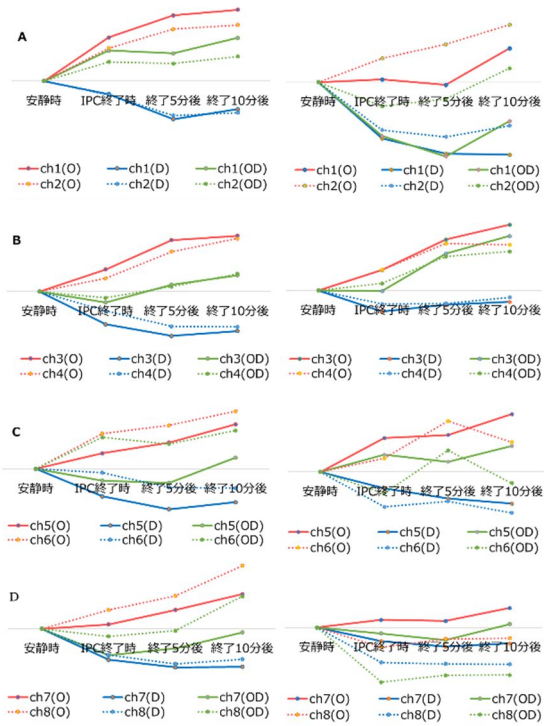 A
安静時 IPC終了時 終了5分後 終了10分後
ch1(O) ch1(D) ch1(OD)
ch2(O) ch2(D) ch2(OD)
安静時 IPC終了時 終了5分後 終了10分後
ch1(O) ch1(D) ch1(OD)
ch2(O) ch2(D) ch2(OD)
B
安静時 IPC終了時 終了5分後 終了10分後
ch3(O) ch3(D) ch3(OD)
ch4(O) ch4(D) ch4(OD)
安静時 IPC終了時 終了5分後 終了10分後
ch3(O) ch3(D) ch3(OD)
ch4(O) ch4(D) ch4(OD)
C
安静時 IPC終了時 終了5分後 終了10分後
ch5(O) ch5(D) ch5(OD)
ch6(O) ch6(D) ch6(OD)
安静時 IPC終了時 終了5分後 終了10分後
ch5(O) ch5(D) ch5(OD)
ch6(O) ch6(D) ch6(OD)
D
安静時 IPC終了時 終了5分後 終了10分後
ch7(O) ch7(D) ch7(OD)
ch8(O) ch8(D) ch8(OD)
安静時 IPC終了時 終了5分後 終了10分後
ch7(O) ch7(D) ch7(OD)
ch8(O) ch8(D) ch8(OD)